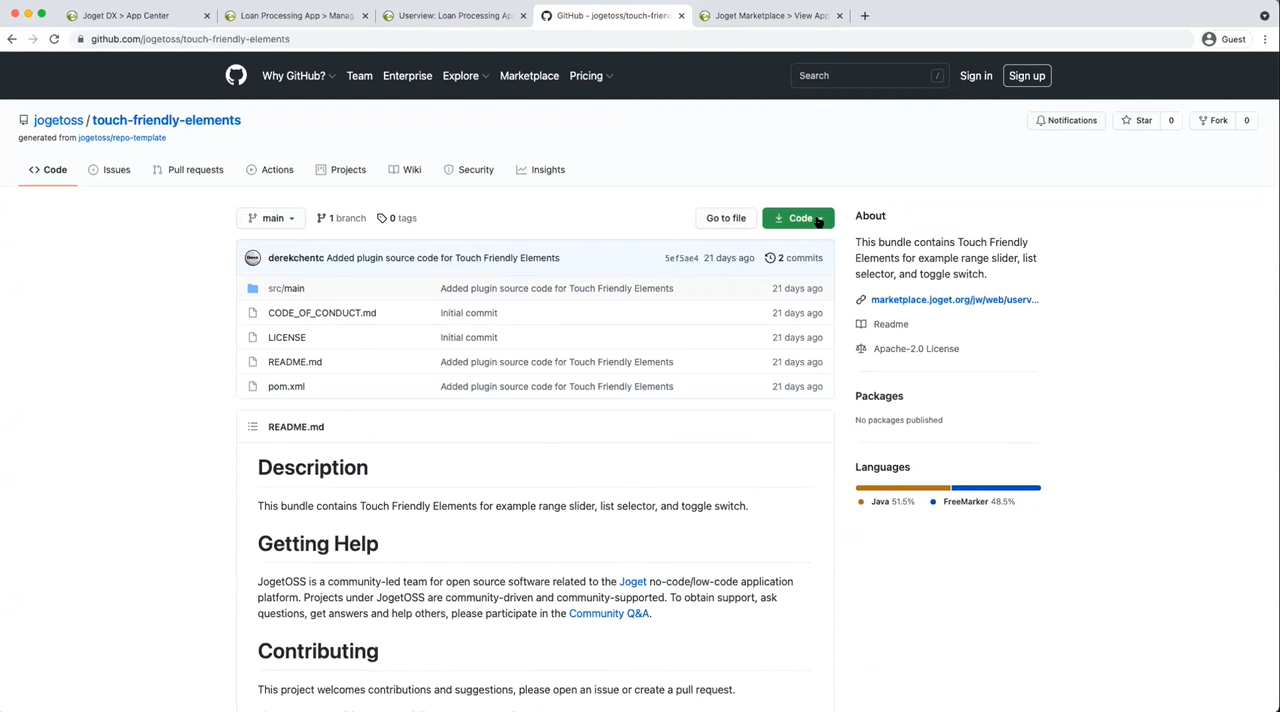 Joget DX > App Center
Loan Processing App > Manag
Userview: Loan Processing Ap
GitHub - jogetoss/touch-frien
Joget Marketplace > View App
github.com/jogetoss/touch-friendly-elements
Guest
Why GitHub?
Team
Enterprise
Explore
Marketplace
Pricing
Search
/
Sign in
Sign up
jogetoss / touch-friendly-elements
generated from jogetoss/repo-template
Notifications
Star 0
Fork 0
<> Code
Issues
Pull requests
Actions
Projects
Wiki
Security
Insights
main
1 branch
0 tags
Go to file
Code
derekchentc Added plugin source code for Touch Friendly Elements 5ef5ae4 21 days ago 2 commits
src/main Added plugin source code for Touch Friendly Elements 21 days ago
CODE_OF_CONDUCT.md Initial commit 21 days ago
LICENSE Initial commit 21 days ago
README.md Added plugin source code for Touch Friendly Elements 21 days ago
pom.xml Added plugin source code for Touch Friendly Elements 21 days ago
README.md
Description
This bundle contains Touch Friendly Elements for example range slider, list selector, and toggle switch.
Getting Help
JogetOSS is a community-led team for open source software related to the Joget no-code/low-code application
platform. Projects under JogetOSS are community-driven and community-supported. To obtain support, ask
questions, get answers and help others, please participate in the Community Q&A.
Contributing
This project welcomes contributions and suggestions, please open an issue or create a pull request.
About
This bundle contains Touch Friendly
Elements for example range slider, list
selector, and toggle switch.
marketplace.joget.org/jw/web/userv...
Readme
Apache-2.0 License
Packages
No packages published
Languages
Java 51.5%
FreeMarker 48.5%